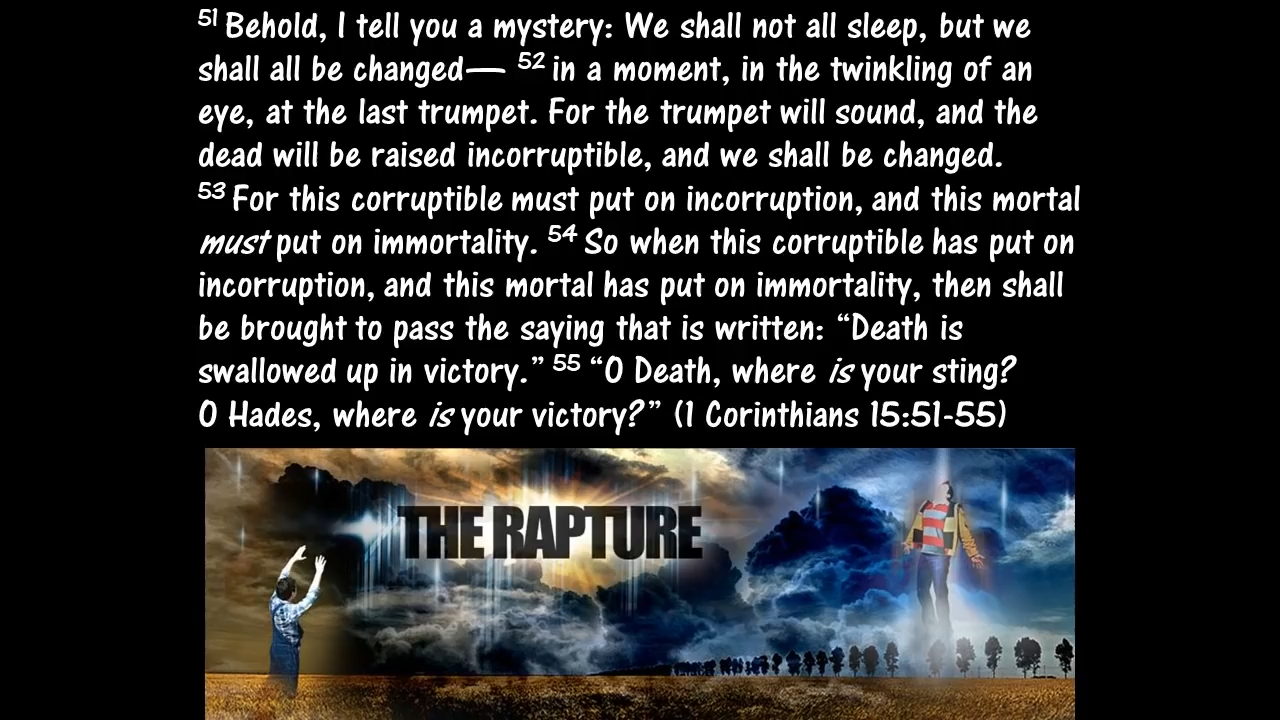 51 Behold, I tell you a mystery: We shall not all sleep, but we
shall all be changed— 52 in a moment, in the twinkling of an
eye, at the last trumpet. For the trumpet will sound, and the
dead will be raised incorruptible, and we shall be changed.
53 For this corruptible must put on incorruption, and this mortal
must put on immortality. 54 So when this corruptible has put on
incorruption, and this mortal has put on immortality, then shall
be brought to pass the saying that is written: “Death is
swallowed up in victory.” 55 “O Death, where is your sting?
O Hades, where is your victory?” (1 Corinthians 15:51-55)
THE RAPTURE